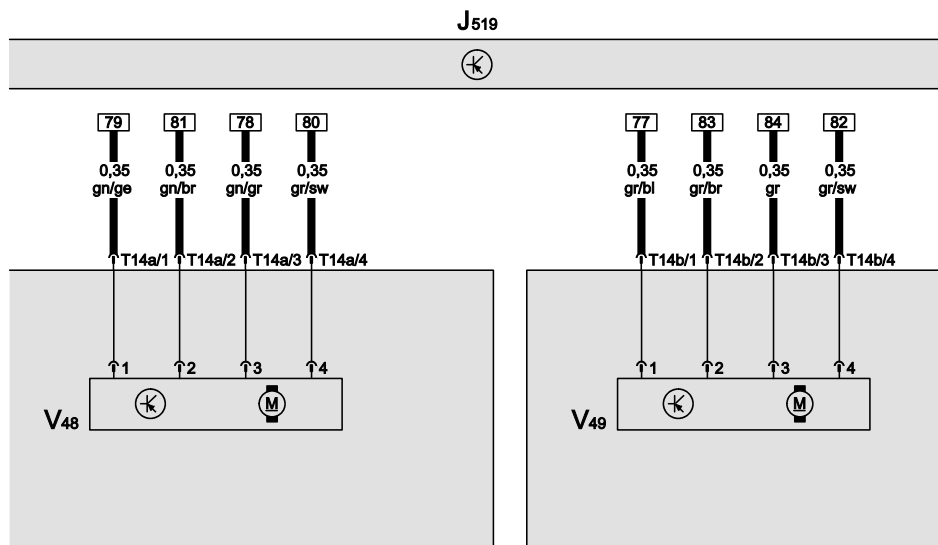 J519
79 81 78 80 77 83 84 82
0,35 0,35 0,35 0,35 0,35 0,35 0,35 0,35
gn/ge gn/br gn/gr gr/sw gr/bl gr/br gr gr/sw
T14a/1 T14a/2 T14a/3 T14a/4 T14b/1 T14b/2 T14b/3 T14b/4
1 2 3 4 1 2 3 4
M M
V48 V49